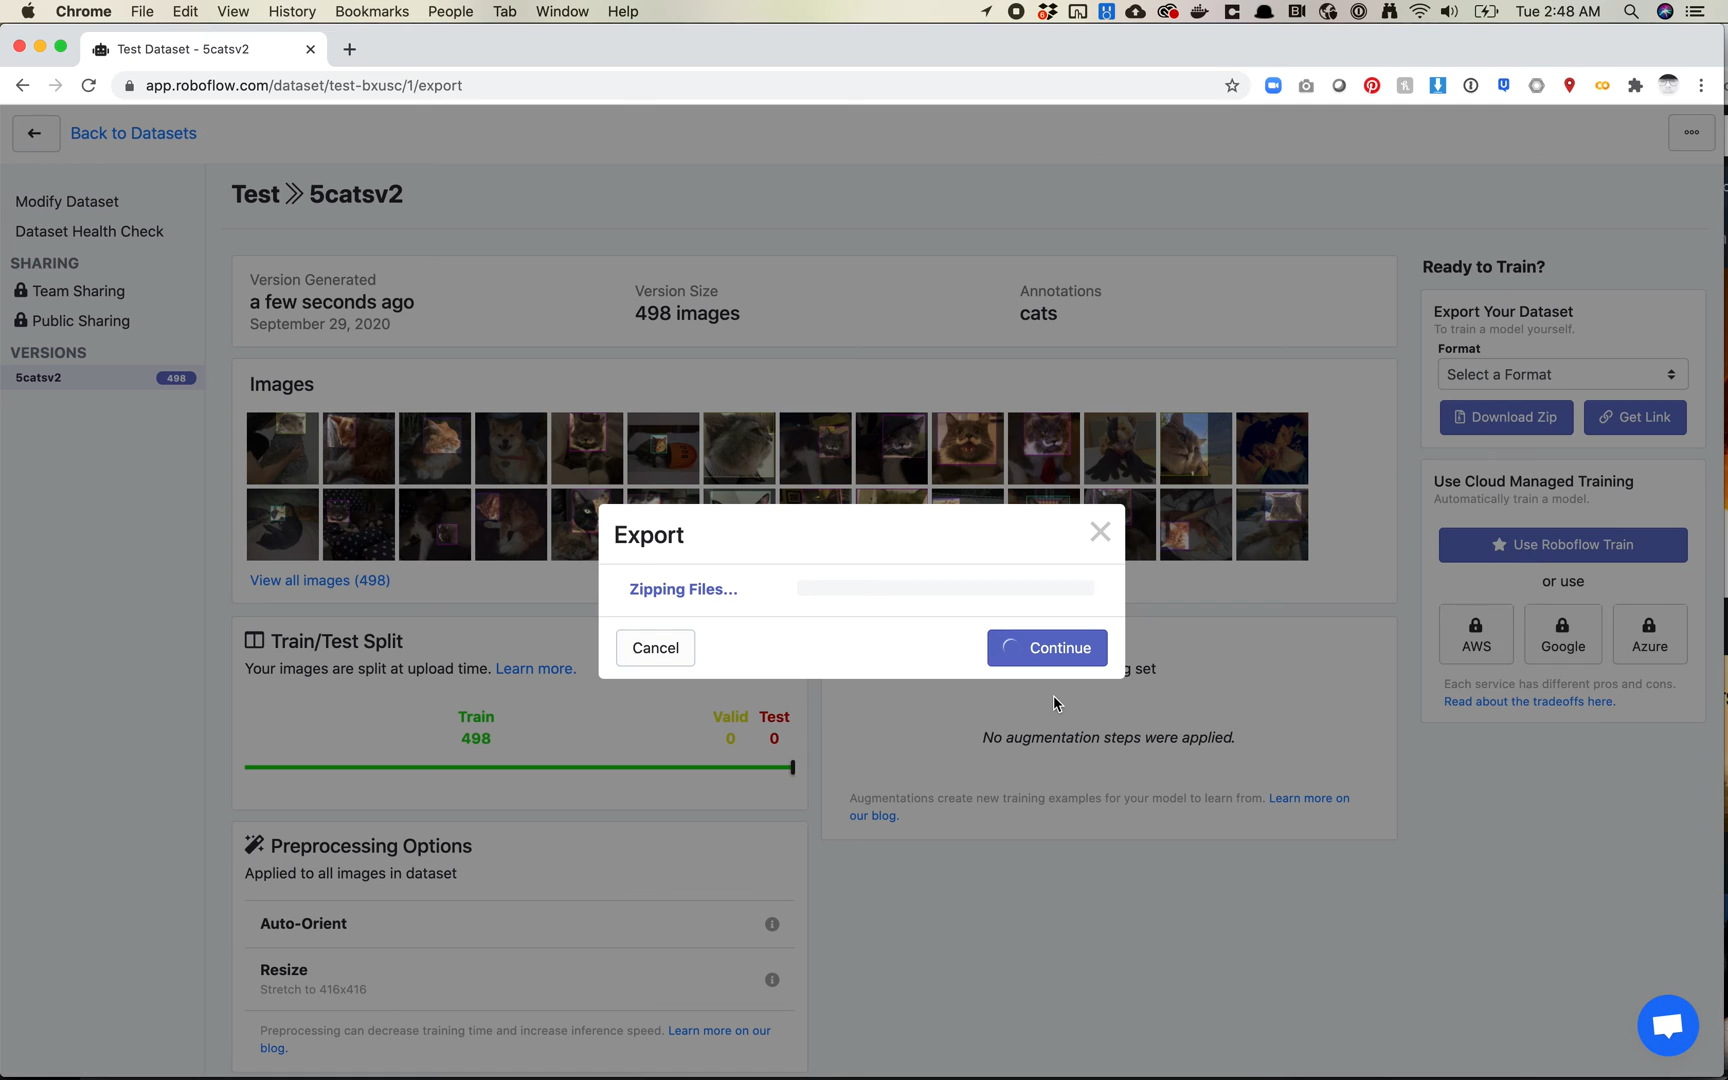 Chrome File Edit View History Bookmarks People Tab Window Help Tue 2:48 AM
Test Dataset - 5catsv2
app.roboflow.com/dataset/test-bxusc/1/export
Back to Datasets
Modify Dataset
Dataset Health Check
SHARING
Team Sharing
Public Sharing
VERSIONS
5catsv2 498
Test >> 5catsv2
Version Generated
a few seconds ago
September 29, 2020
Version Size
498 images
Annotations
cats
Images
View all images (498)
Export
Zipping Files...
Cancel
Continue
Train/Test Split
Your images are split at upload time. Learn more.
Train Valid Test
498 0 0
g set
No augmentation steps were applied.
Augmentations create new training examples for your model to learn from. Learn more on
our blog.
Preprocessing Options
Applied to all images in dataset
Auto-Orient
Resize
Stretch to 416x416
Preprocessing can decrease training time and increase inference speed. Learn more on our
blog.
Ready to Train?
Export Your Dataset
To train a model yourself.
Format
Select a Format
Download Zip
Get Link
Use Cloud Managed Training
Automatically train a model.
Use Roboflow Train
or use
AWS
Google
Azure
Each service has different pros and cons.
Read about the tradeoffs here.